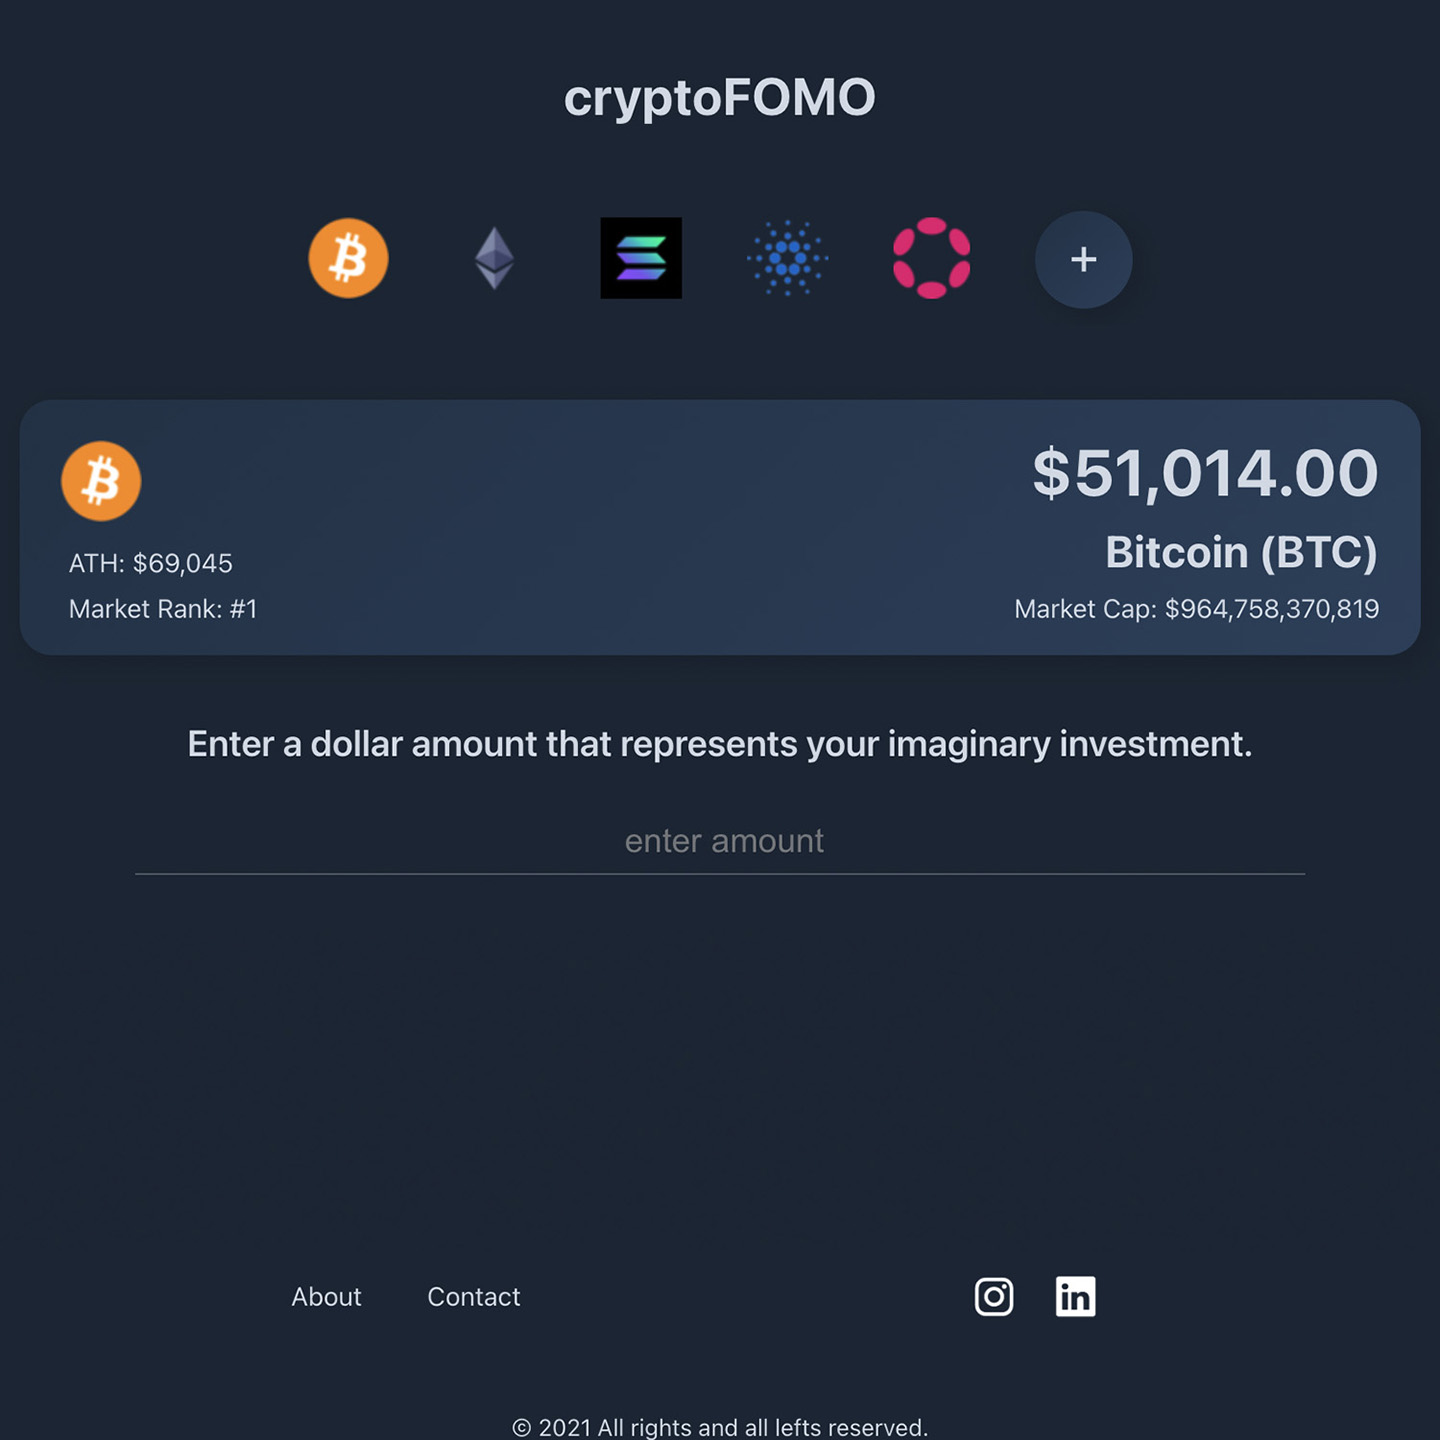 cryptoFOMO
+
$51,014.00
ATH: $69,045
Bitcoin (BTC)
Market Rank: #1
Market Cap: $964,758,370,819
Enter a dollar amount that represents your imaginary investment.
enter amount
About
Contact
in
© 2021 All rights and all lefts reserved.